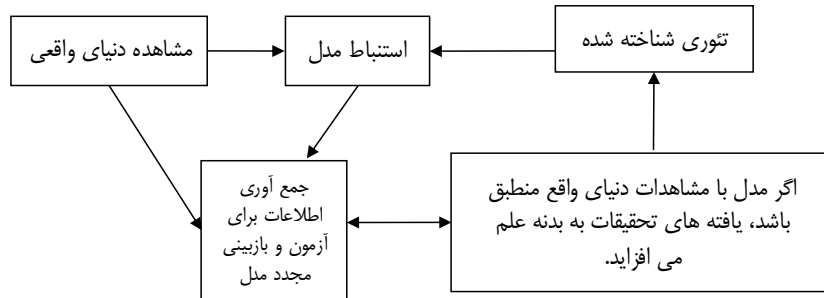 تئوری شناخته شده
استنباط مدل
مشاهده دنیای واقعی
اگر مدل با مشاهدات دنیای واقع منطبق
باشد، یافته های تحقیقات به بدنه علم
می افزاید.
جمع آوری
اطلاعات برای
آزمون و بازبینی
مجدد مدل